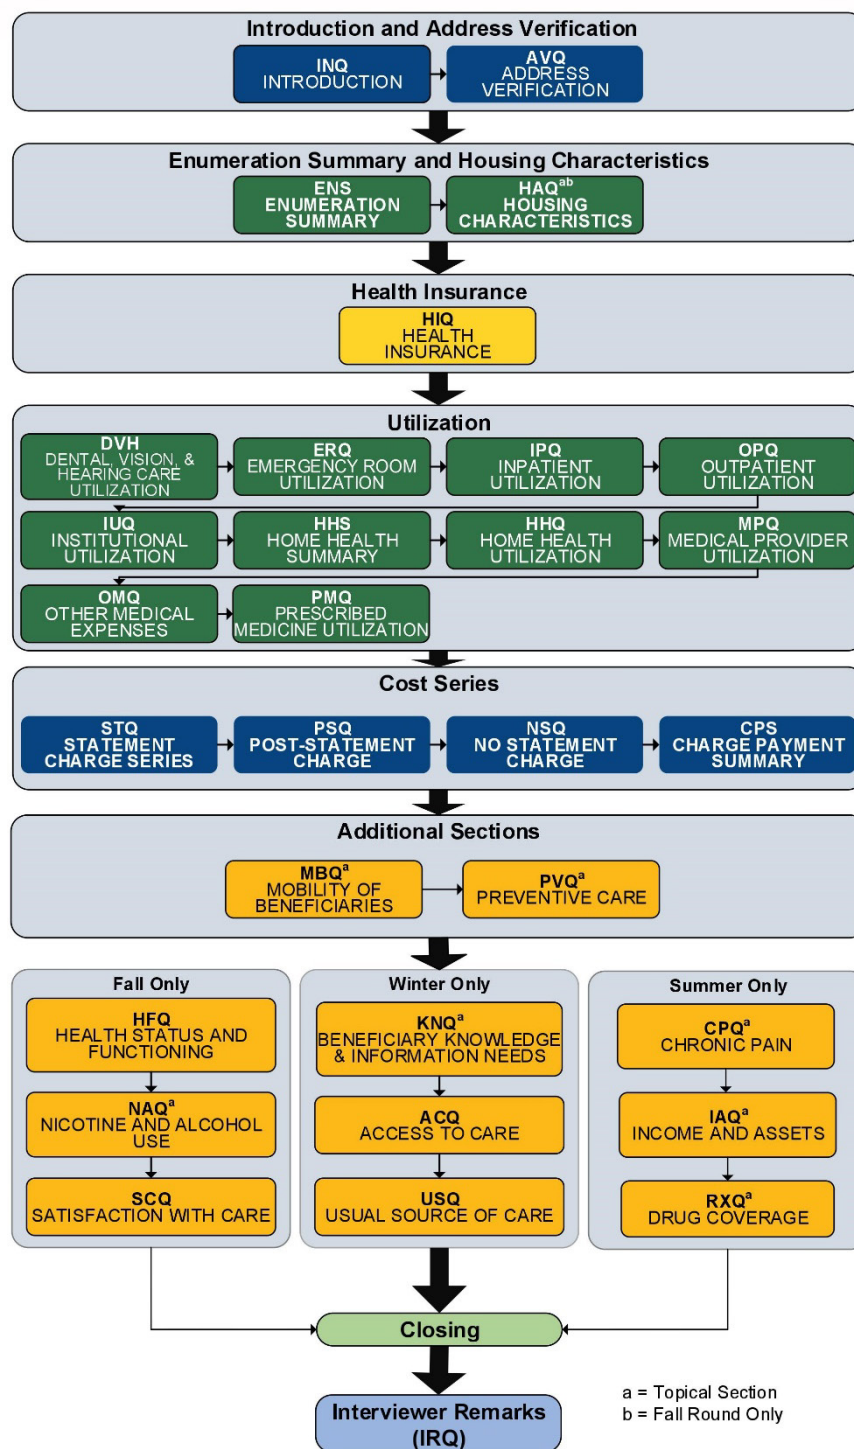 Introduction and Address Verification
INQ
INTRODUCTION
AVQ
ADDRESS
VERIFICATION
Enumeration Summary and Housing Characteristics
ENS
ENUMERATION
SUMMARY
HAQab
HOUSING
CHARACTERISTICS
Health Insurance
HIQ
HEALTH
INSURANCE
Utilization
DVH
DENTAL, VISION, &
HEARING CARE
UTILIZATION
ERQ
EMERGENCY ROOM
UTILIZATION
IPQ
INPATIENT
UTILIZATION
OPQ
OUTPATIENT
UTILIZATION
IUQ
INSTITUTIONAL
UTILIZATION
HHS
HOME HEALTH
SUMMARY
HHQ
HOME HEALTH
UTILIZATION
MPQ
MEDICAL PROVIDER
UTILIZATION
OMQ
OTHER MEDICAL
EXPENSES
PMQ
PRESCRIBED
MEDICINE UTILIZATION
Cost Series
STQ
STATEMENT
CHARGE SERIES
PSQ
POST-STATEMENT
CHARGE
NSQ
NO STATEMENT
CHARGE
CPS
CHARGE PAYMENT
SUMMARY
Additional Sections
MBQa
MOBILITY OF
BENEFICIARIES
PVQa
PREVENTIVE CARE
Fall Only
HFQ
HEALTH STATUS AND
FUNCTIONING
NAQa
NICOTINE AND ALCOHOL
USE
SCQ
SATISFACTION WITH CARE
Winter Only
KNQa
BENEFICIARY KNOWLEDGE
& INFORMATION NEEDS
ACQ
ACCESS TO CARE
USQ
USUAL SOURCE OF CARE
Summer Only
CPQa
CHRONIC PAIN
IAQa
INCOME AND ASSETS
RXQa
DRUG COVERAGE
Closing
Interviewer Remarks
(IRQ)
a = Topical Section
b = Fall Round Only